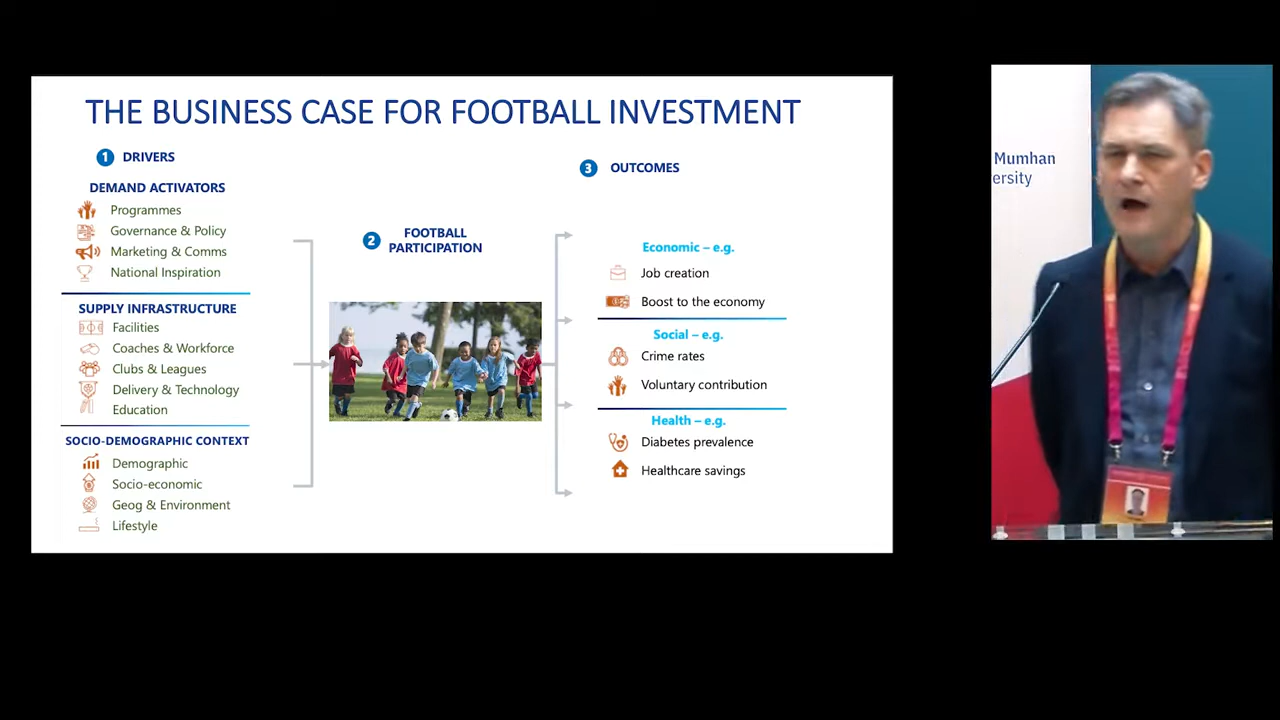 THE BUSINESS CASE FOR FOOTBALL INVESTMENT
1 DRIVERS
DEMAND ACTIVATORS
Programmes
Governance & Policy
Marketing & Comms
National Inspiration
SUPPLY INFRASTRUCTURE
Facilities
Coaches & Workforce
Clubs & Leagues
Delivery & Technology
Education
SOCIO-DEMOGRAPHIC CONTEXT
Demographic
Socio-economic
Geog & Environment
Lifestyle
2 FOOTBALL
PARTICIPATION
3 OUTCOMES
Economic – e.g.
Job creation
Boost to the economy
Social – e.g.
Crime rates
Voluntary contribution
Health – e.g.
Diabetes prevalence
Healthcare savings
Mumhan
ersity